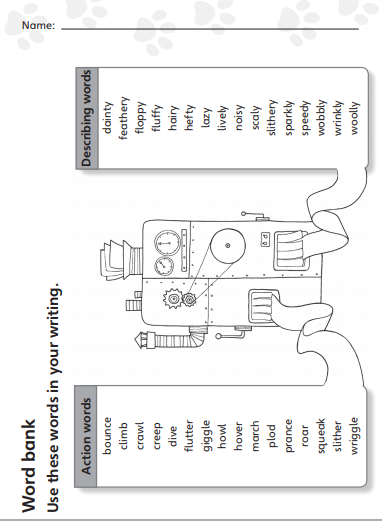 Name:
Word bank
Use these words in your writing.
Action words
bounce
climb
crawl
creep
dive
flutter
giggle
howl
hover
march
plod
prance
roar
squeak
slither
wriggle
Describing words
dainty
feathery
floppy
fluffy
hairy
hefty
lazy
lively
noisy
scaly
slithery
sparkly
speedy
wobbly
wrinkly
woolly